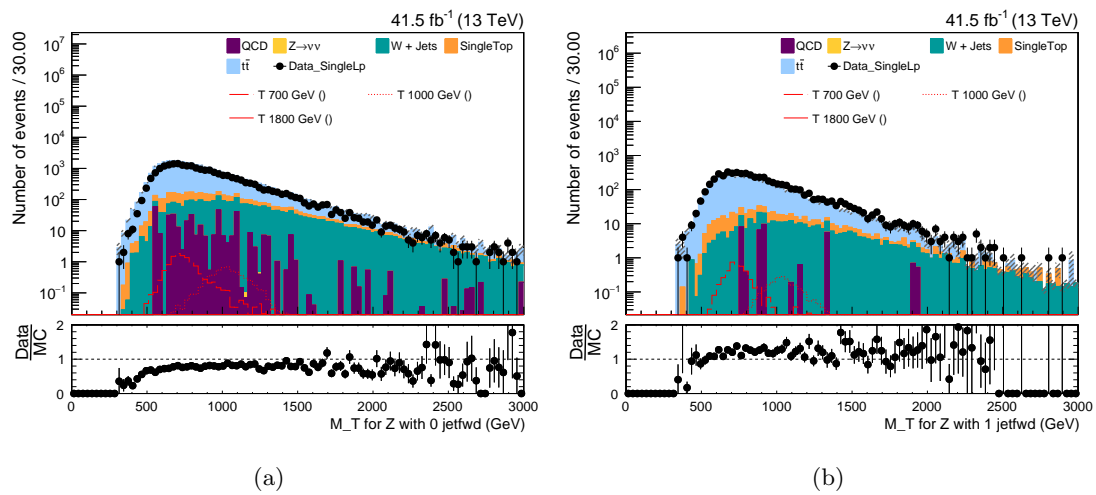 41.5 fb⁻¹ (13 TeV)
Number of events / 30.00
10⁷
10⁶
10⁵
10⁴
10³
10²
10
1
10⁻¹
QCD Z→νν W + Jets SingleTop
tt̄ Data_SingleLp
T 700 GeV () T 1000 GeV ()
T 1800 GeV ()
Data
MC
2
1
0
0 500 1000 1500 2000 2500 3000
M_T for Z with 0 jetfwd (GeV)
(a)
41.5 fb⁻¹ (13 TeV)
Number of events / 30.00
10⁶
10⁵
10⁴
10³
10²
10
1
10⁻¹
QCD Z→νν W + Jets SingleTop
tt̄ Data_SingleLp
T 700 GeV () T 1000 GeV ()
T 1800 GeV ()
Data
MC
2
1
0
0 500 1000 1500 2000 2500 3000
M_T for Z with 1 jetfwd (GeV)
(b)